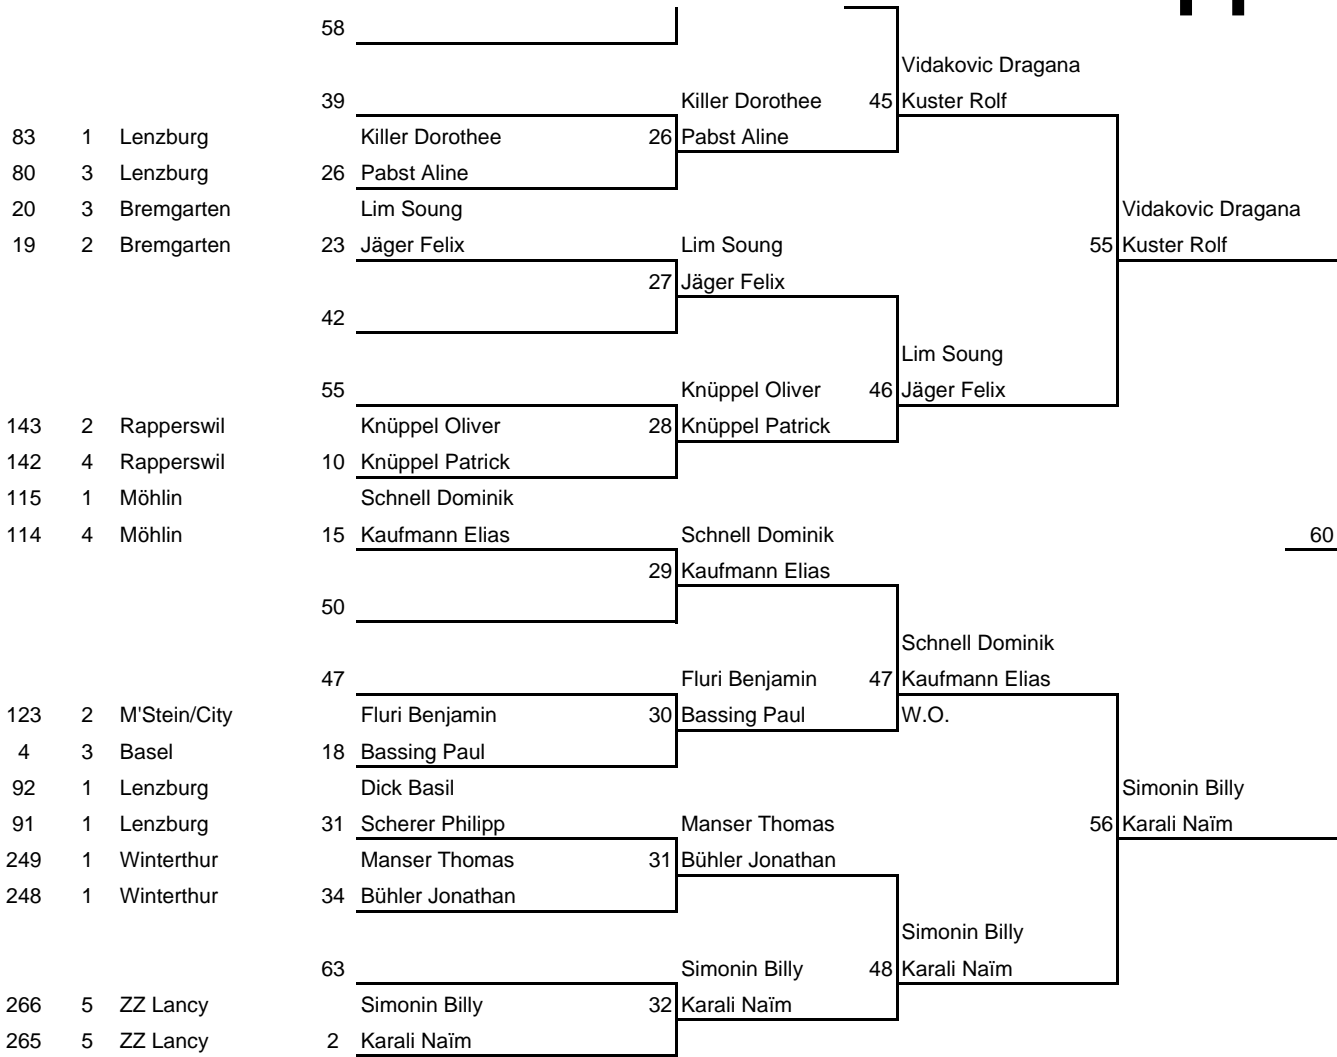 58
Vidakovic Dragana
39 Killer Dorothee 45 Kuster Rolf
83 1 Lenzburg Killer Dorothee 26 Pabst Aline
80 3 Lenzburg 26 Pabst Aline
20 3 Bremgarten Lim Soung Vidakovic Dragana
19 2 Bremgarten 23 Jäger Felix Lim Soung 55 Kuster Rolf
27 Jäger Felix
42
Lim Soung
55 Knüppel Oliver 46 Jäger Felix
143 2 Rapperswil Knüppel Oliver 28 Knüppel Patrick
142 4 Rapperswil 10 Knüppel Patrick
115 1 Möhlin Schnell Dominik
114 4 Möhlin 15 Kaufmann Elias Schnell Dominik 60
29 Kaufmann Elias
50
Schnell Dominik
47 Fluri Benjamin 47 Kaufmann Elias
123 2 M'Stein/City Fluri Benjamin 30 Bassing Paul W.O.
4 3 Basel 18 Bassing Paul
92 1 Lenzburg Dick Basil Simonin Billy
91 1 Lenzburg 31 Scherer Philipp Manser Thomas 56 Karali Naïm
249 1 Winterthur Manser Thomas 31 Bühler Jonathan
248 1 Winterthur 34 Bühler Jonathan
Simonin Billy
63 Simonin Billy 48 Karali Naïm
266 5 ZZ Lancy Simonin Billy 32 Karali Naïm
265 5 ZZ Lancy 2 Karali Naïm